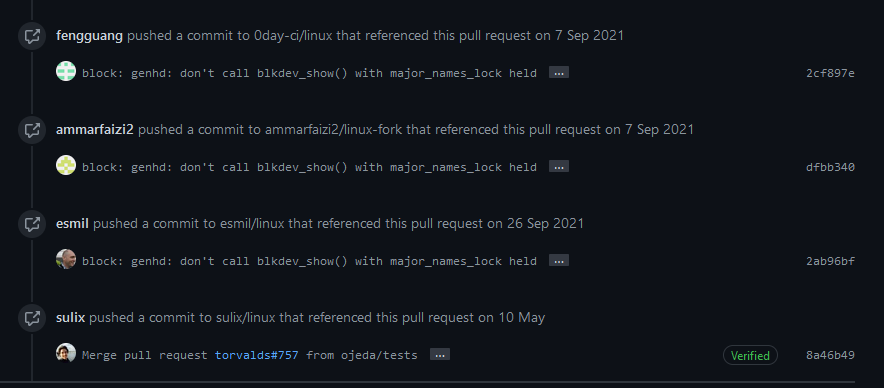 fengguang pushed a commit to 0day-ci/linux that referenced this pull request on 7 Sep 2021
block: genhd: don't call blkdev_show() with major_names_lock held ...
2cf897e
ammarfaizi2 pushed a commit to ammarfaizi2/linux-fork that referenced this pull request on 7 Sep 2021
block: genhd: don't call blkdev_show() with major_names_lock held ...
dfbb340
esmil pushed a commit to esmil/linux that referenced this pull request on 26 Sep 2021
block: genhd: don't call blkdev_show() with major_names_lock held ...
2ab96bf
sulix pushed a commit to sulix/linux that referenced this pull request on 10 May
Merge pull request torvalds#757 from ojeda/tests ...
Verified
8a46b49